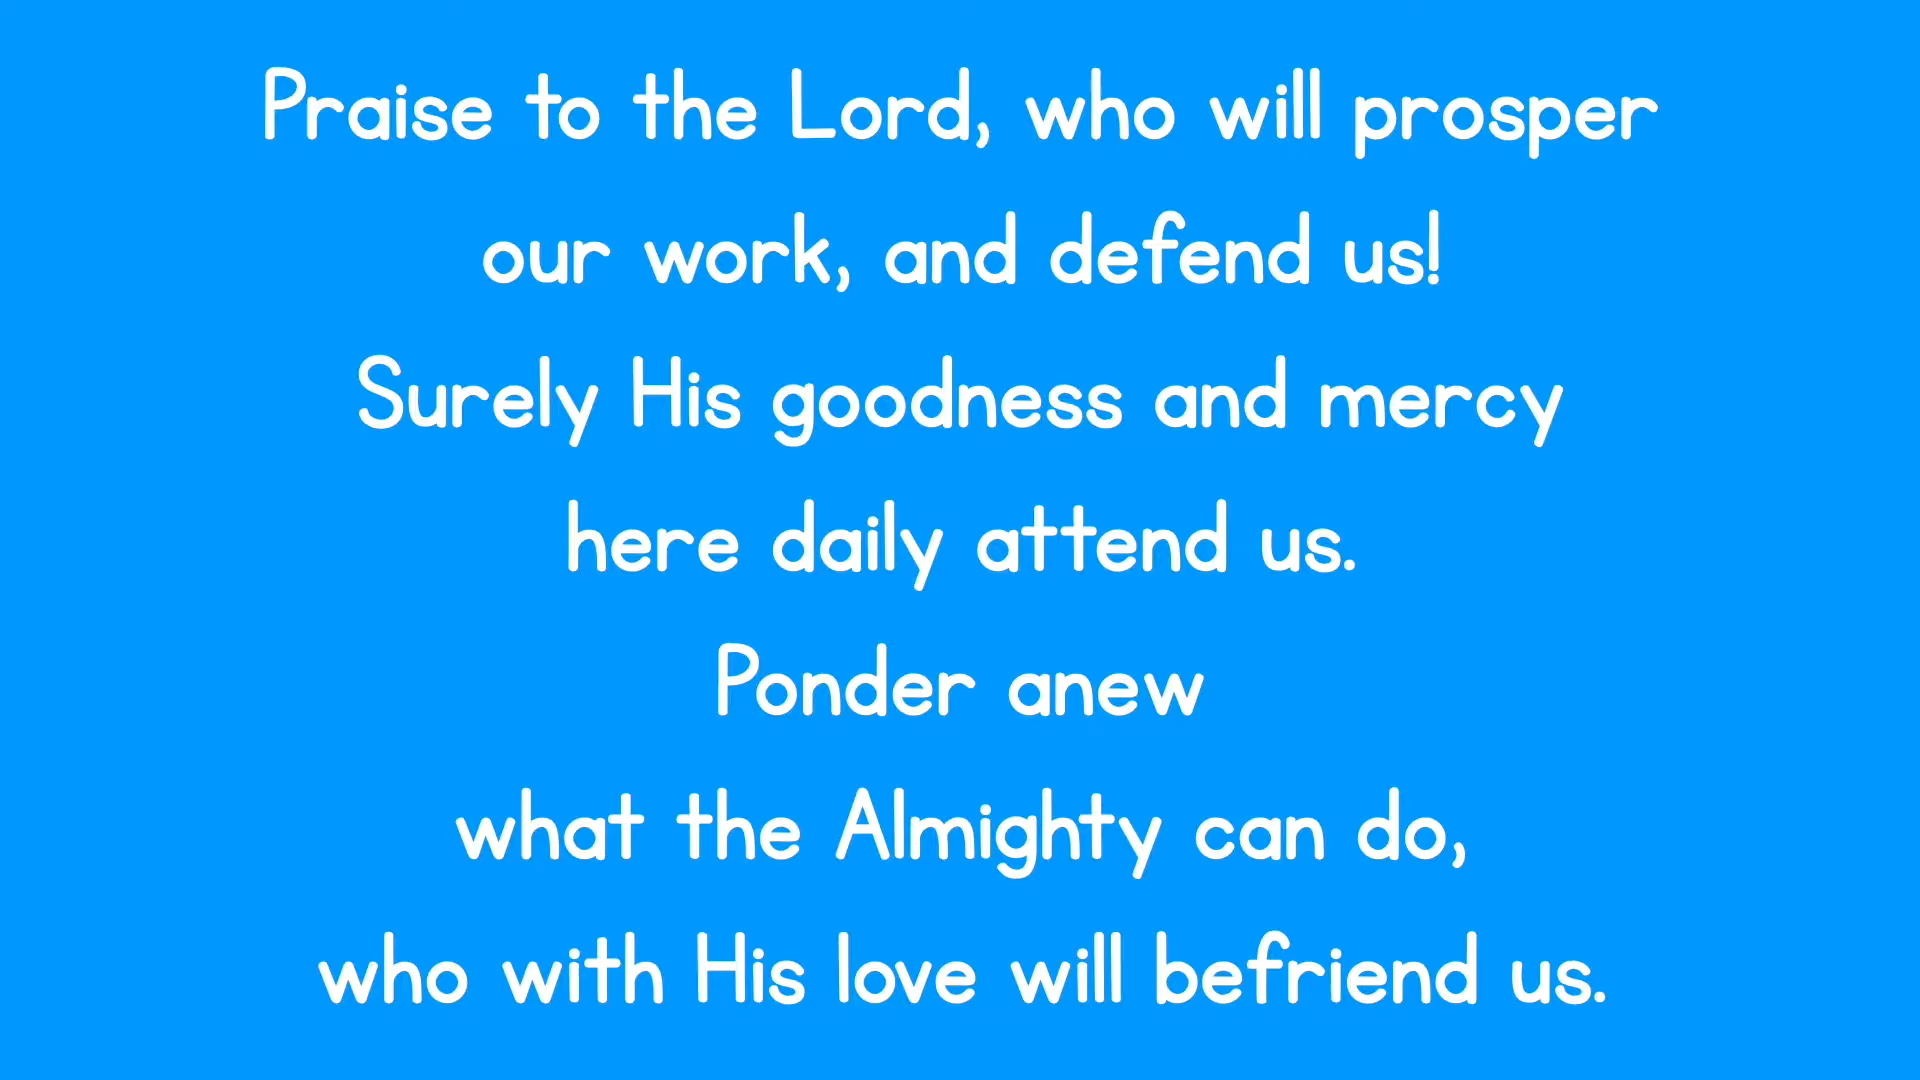 Praise to the Lord, who will prosper
our work, and defend us!
Surely His goodness and mercy
here daily attend us.
Ponder anew
what the Almighty can do,
who with His love will befriend us.